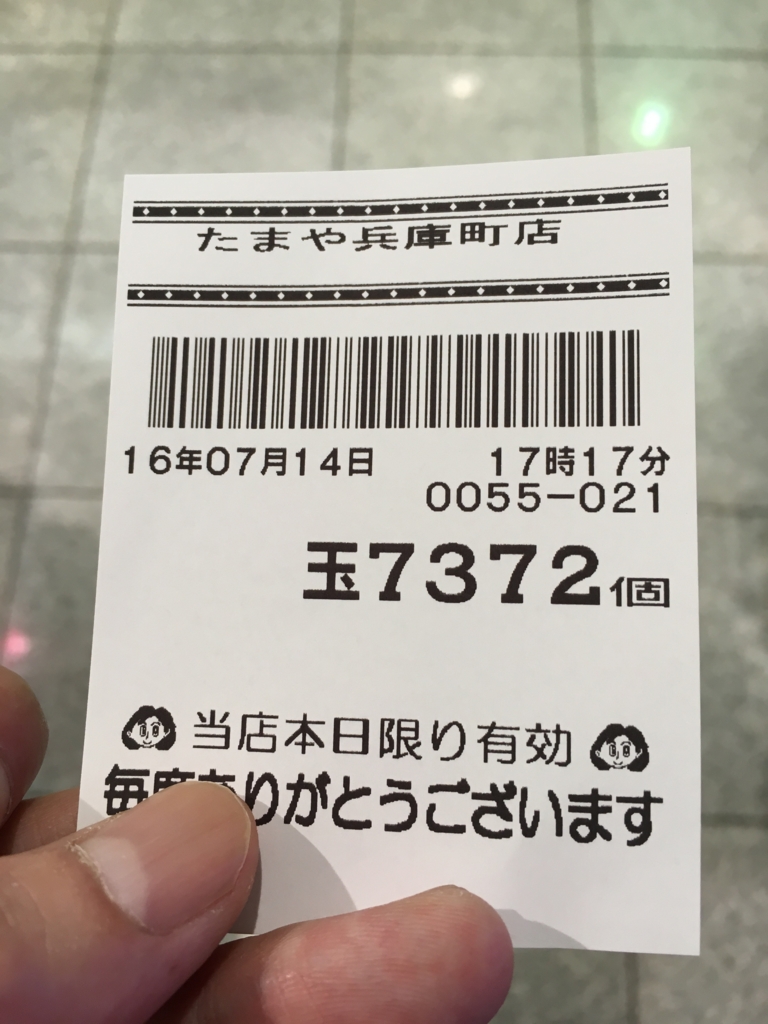 たまや兵庫町店
16年07月14日 17時17分
0055-021
玉7372個
当店本日限り有効
毎度ありがとうございます